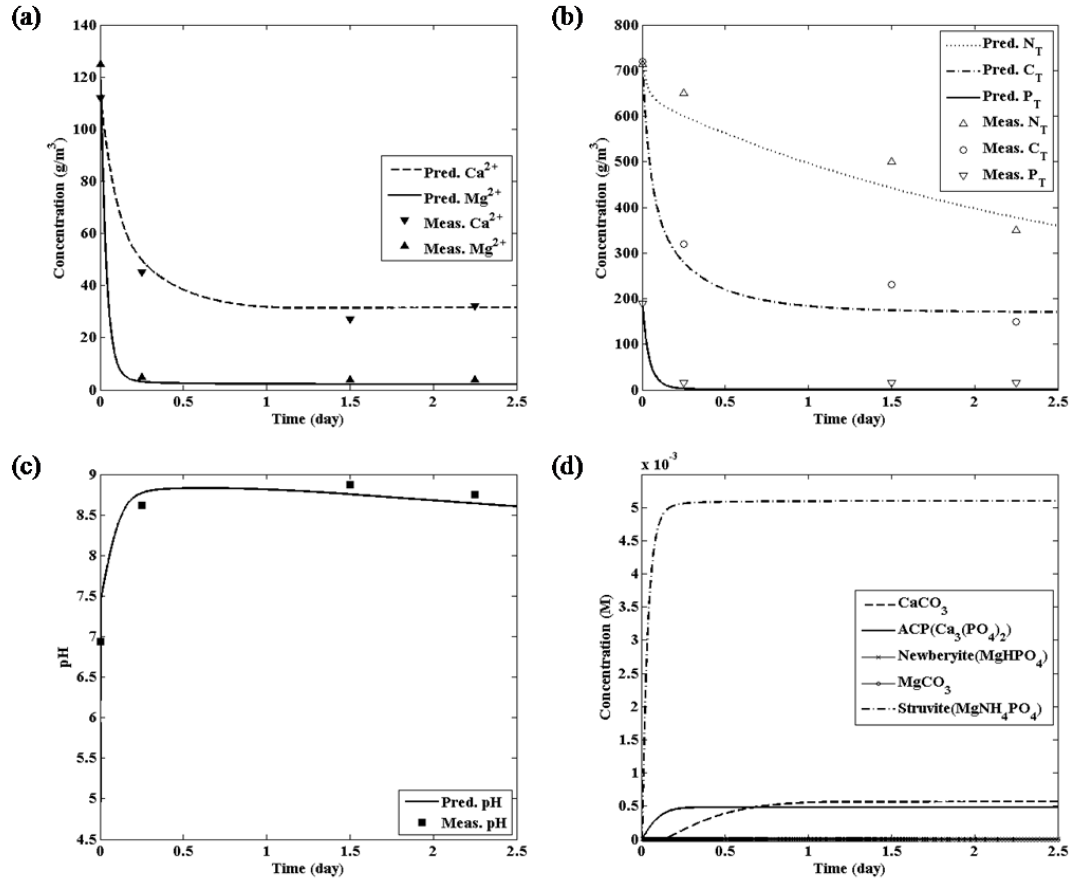 (a)
140
120
100
80
60
40
20
0
Concentration (g/m³)
0 0.5 1 1.5 2 2.5
Time (day)
Pred. Ca²⁺
Pred. Mg²⁺
Meas. Ca²⁺
Meas. Mg²⁺
(b)
800
700
600
500
400
300
200
100
0
Concentration (g/m³)
0 0.5 1 1.5 2 2.5
Time (day)
Pred. N_T
Pred. C_T
Pred. P_T
Meas. N_T
Meas. C_T
Meas. P_T
(c)
9
8.5
8
7.5
7
6.5
6
5.5
5
4.5
pH
0 0.5 1 1.5 2 2.5
Time (day)
Pred. pH
Meas. pH
(d)
x 10⁻³
5
4.5
4
3.5
3
2.5
2
1.5
1
0.5
0
Concentration (M)
0 0.5 1 1.5 2 2.5
Time (day)
CaCO₃
ACP(Ca₃(PO₄)₂)
Newberyite(MgHPO₄)
MgCO₃
Struvite(MgNH₄PO₄)